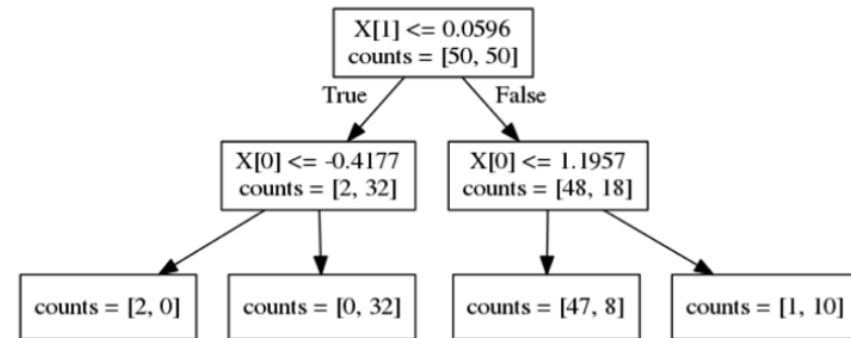 X[1] <= 0.0596
counts = [50, 50]
True
False
X[0] <= -0.4177
counts = [2, 32]
X[0] <= 1.1957
counts = [48, 18]
counts = [2, 0]
counts = [0, 32]
counts = [47, 8]
counts = [1, 10]